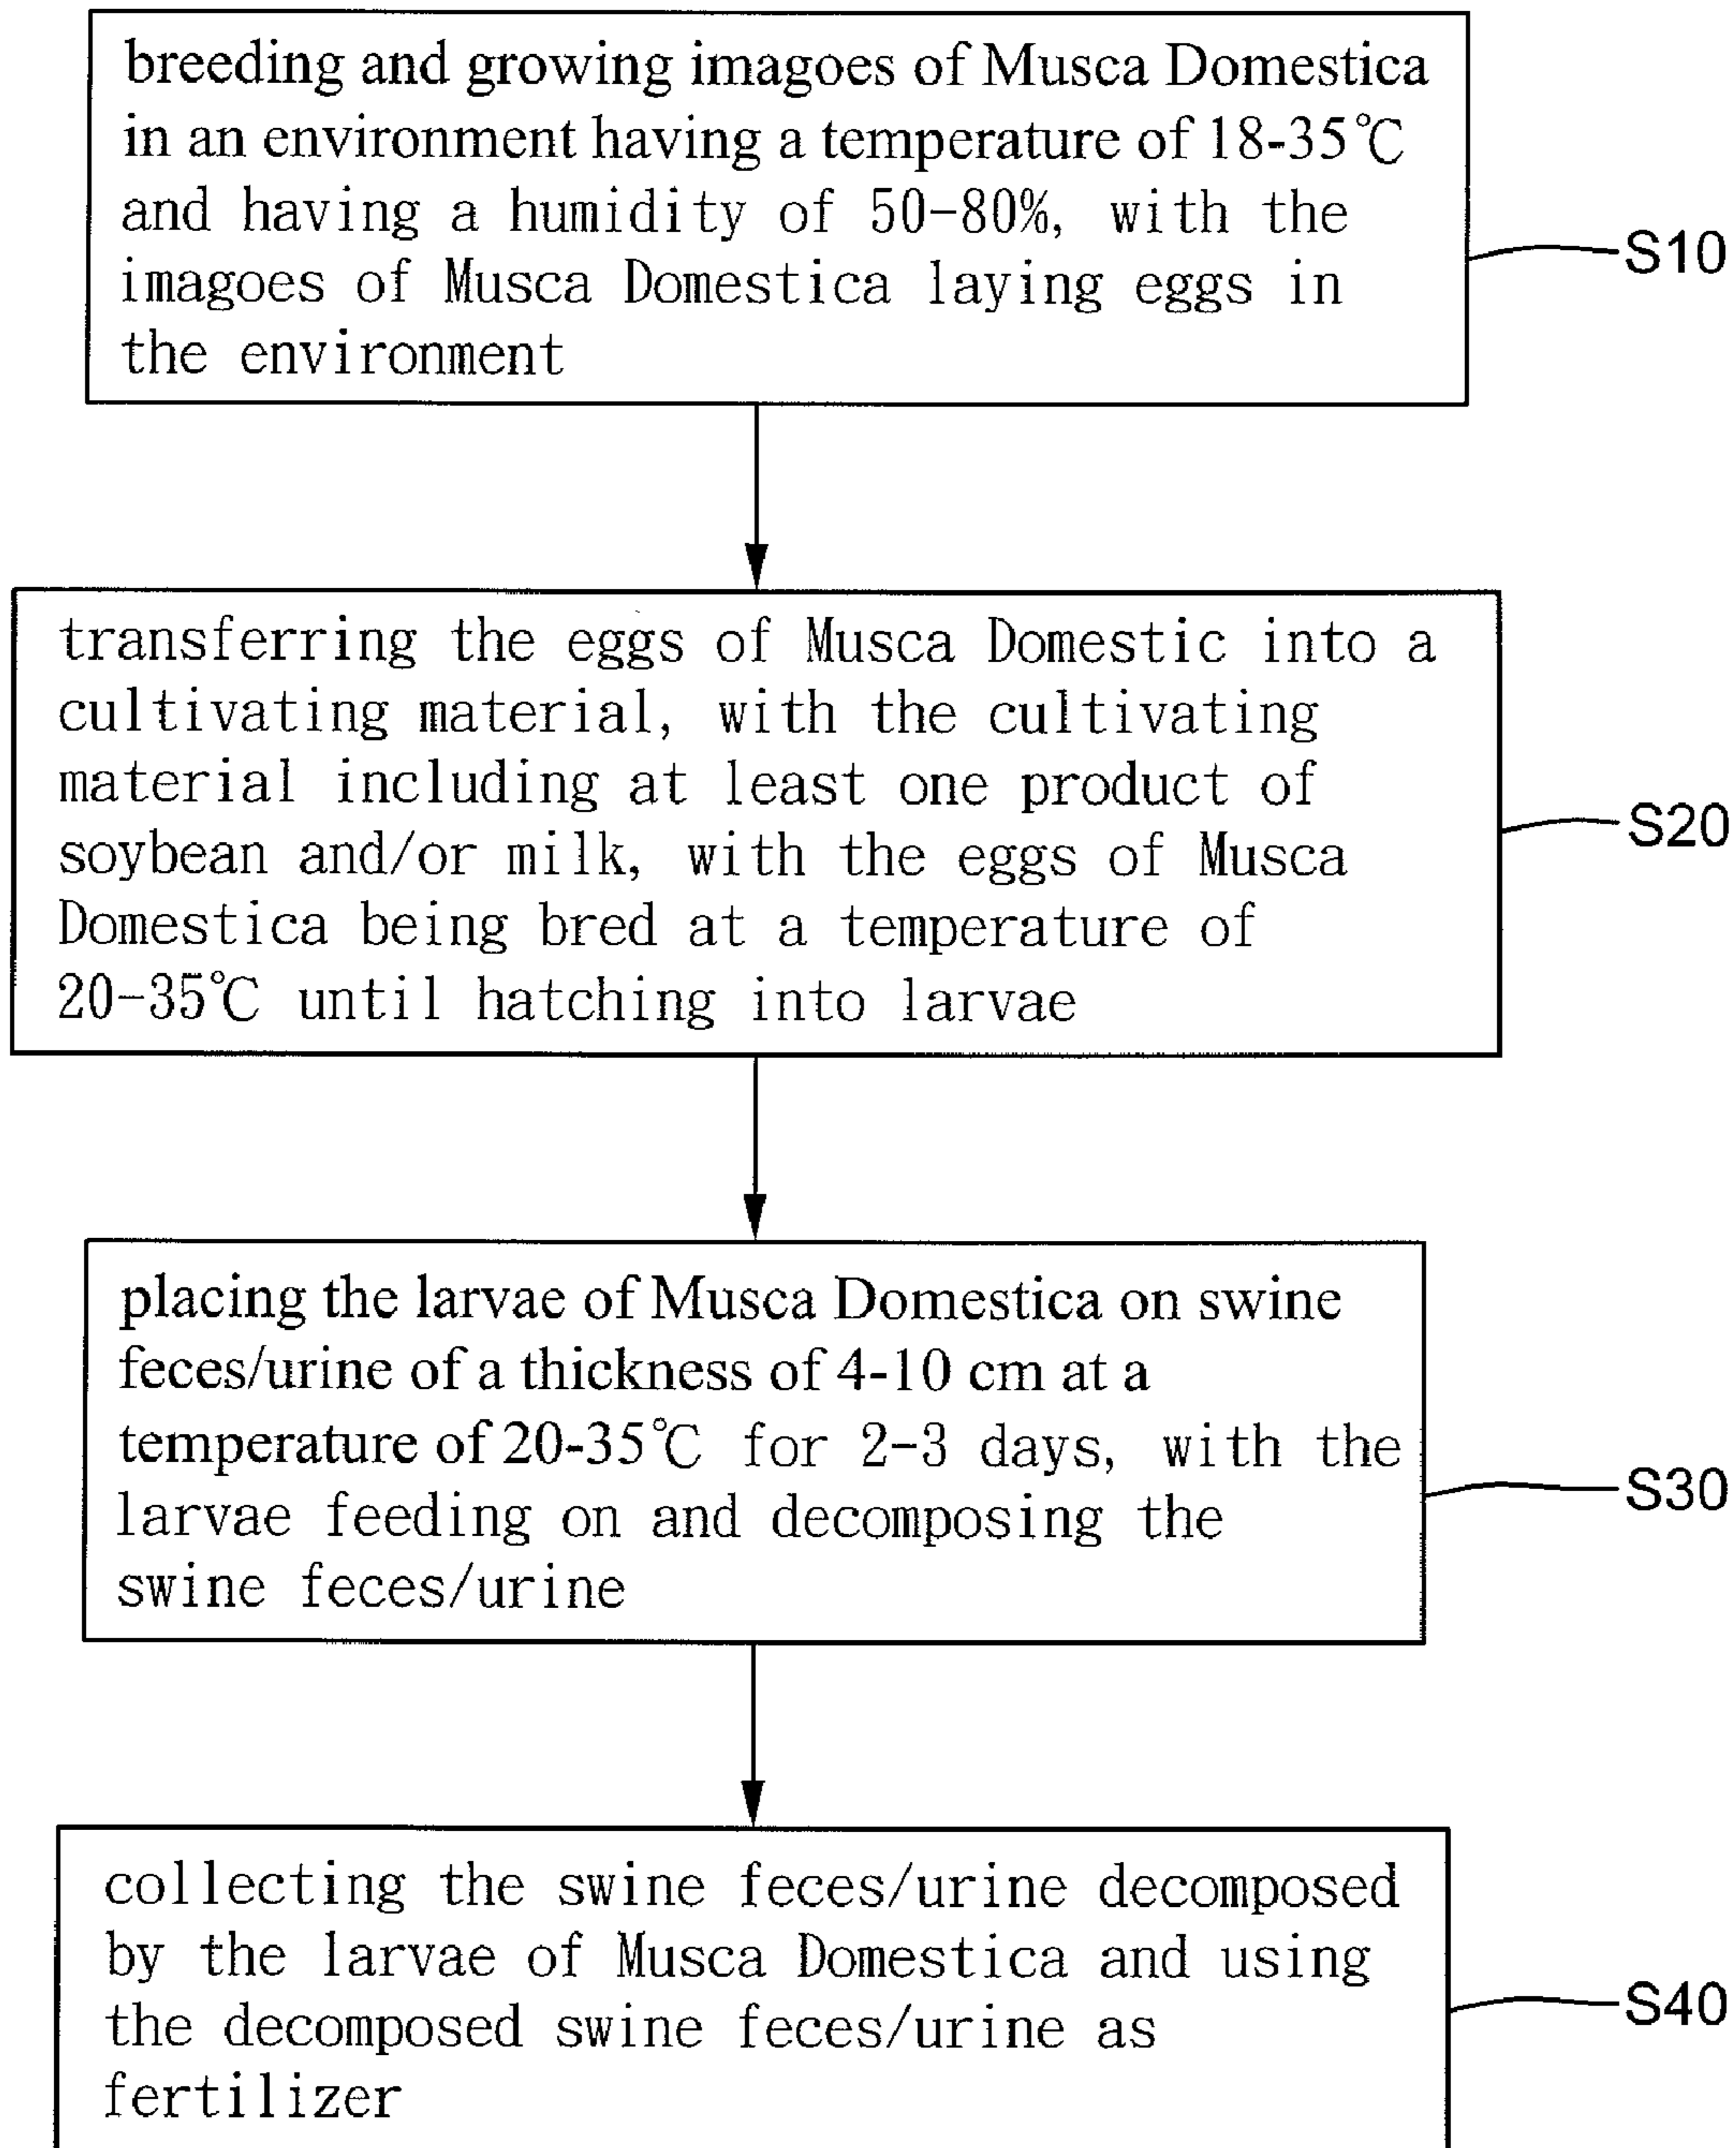 breeding and growing imagoes of Musca Domestica
in an environment having a temperature of 18-35℃
and having a humidity of 50-80%, with the
imagoes of Musca Domestica laying eggs in
the environment
S10
transferring the eggs of Musca Domestic into a
cultivating material, with the cultivating
material including at least one product of
soybean and/or milk, with the eggs of Musca
Domestica being bred at a temperature of
20-35℃ until hatching into larvae
S20
placing the larvae of Musca Domestica on swine
feces/urine of a thickness of 4-10 cm at a
temperature of 20-35℃ for 2-3 days, with the
larvae feeding on and decomposing the
swine feces/urine
S30
collecting the swine feces/urine decomposed
by the larvae of Musca Domestica and using
the decomposed swine feces/urine as
fertilizer
S40